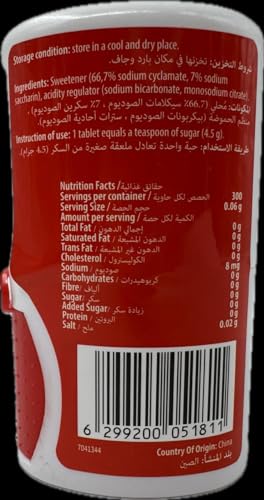 Storage condition: store in a cool and dry place.
شروط التخزين: تخزنها في مكان بارد وجاف.
Ingredients: Sweetener (66,7% sodium cyclamate, 7% sodium
saccharin), acidity regulator (sodium bicarbonate, monosodium citrate).
المكونات: مُحلي (66.7٪ سيكلامات الصوديوم ، 7٪ سكرين الصوديوم) ،
منظم الحموضة (بيكربونات الصوديوم ، سترات أحادية الصوديوم).
Instruction of use: 1 tablet equales a teaspoon of sugar (4.5 g).
طريقة الاستخدام: حبة واحدة تعادل ملعقة صغيرة من السكر (4.5 جرام).
Nutrition Facts / حقائق غذائية
Servings per container / الحصص لكل حاوية 300
Serving Size / حجم الحصة 0.06 g
Amount per serving / الكمية لكل حصة
Total Fat / إجمالي الدهون 0 g
Saturated Fat / الدهون المشبعة 0 g
Trans Fat / الدهون غير المشبعة 0 g
Cholesterol / الكوليسترول 0 g
Sodium / صوديوم 8 mg
Carbohydrates / كربوهيدرات 0 g
Fibre / ألياف 0 g
Sugar / سكر 0 g
Added Sugar / زيادة سكر 0 g
Protein / البروتين 0 g
Salt / ملح 0.02 g
6 299200 051811
7041344
Country Of Origin: China
بلد المنشأ: الصين